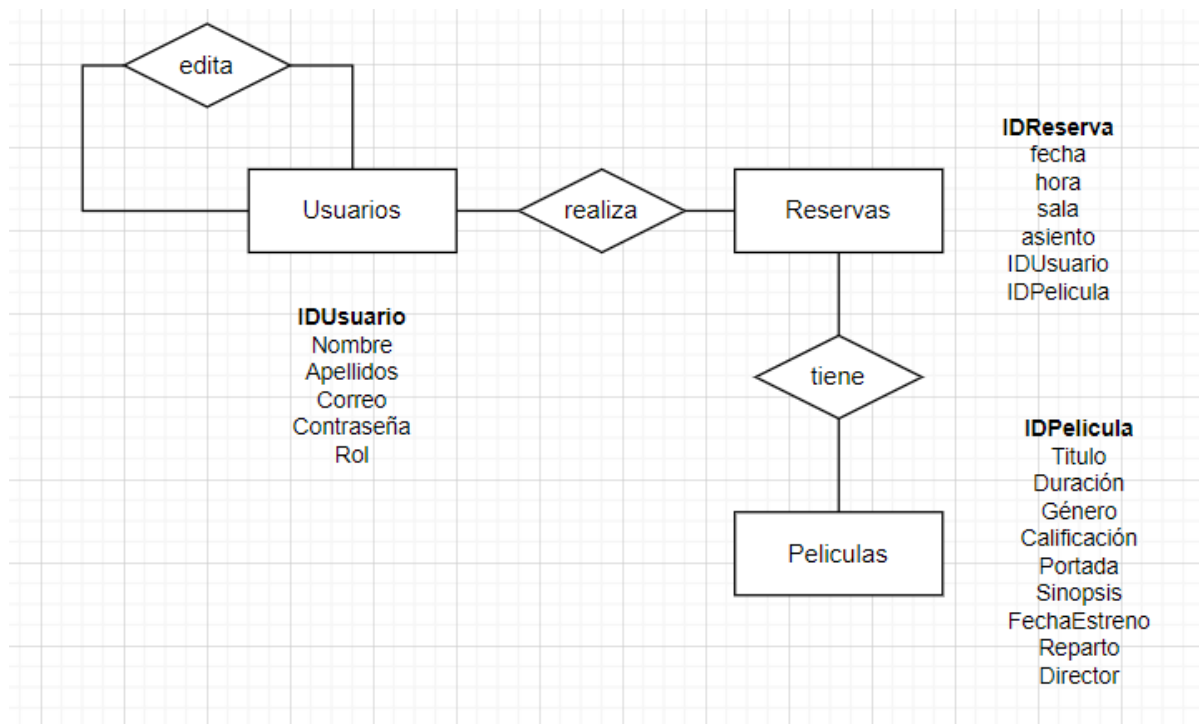 edita
Usuarios
realiza
Reservas
IDReserva
fecha
hora
sala
asiento
IDUsuario
IDPelicula
IDUsuario
Nombre
Apellidos
Correo
Contraseña
Rol
tiene
Peliculas
IDPelicula
Titulo
Duración
Género
Calificación
Portada
Sinopsis
FechaEstreno
Reparto
Director